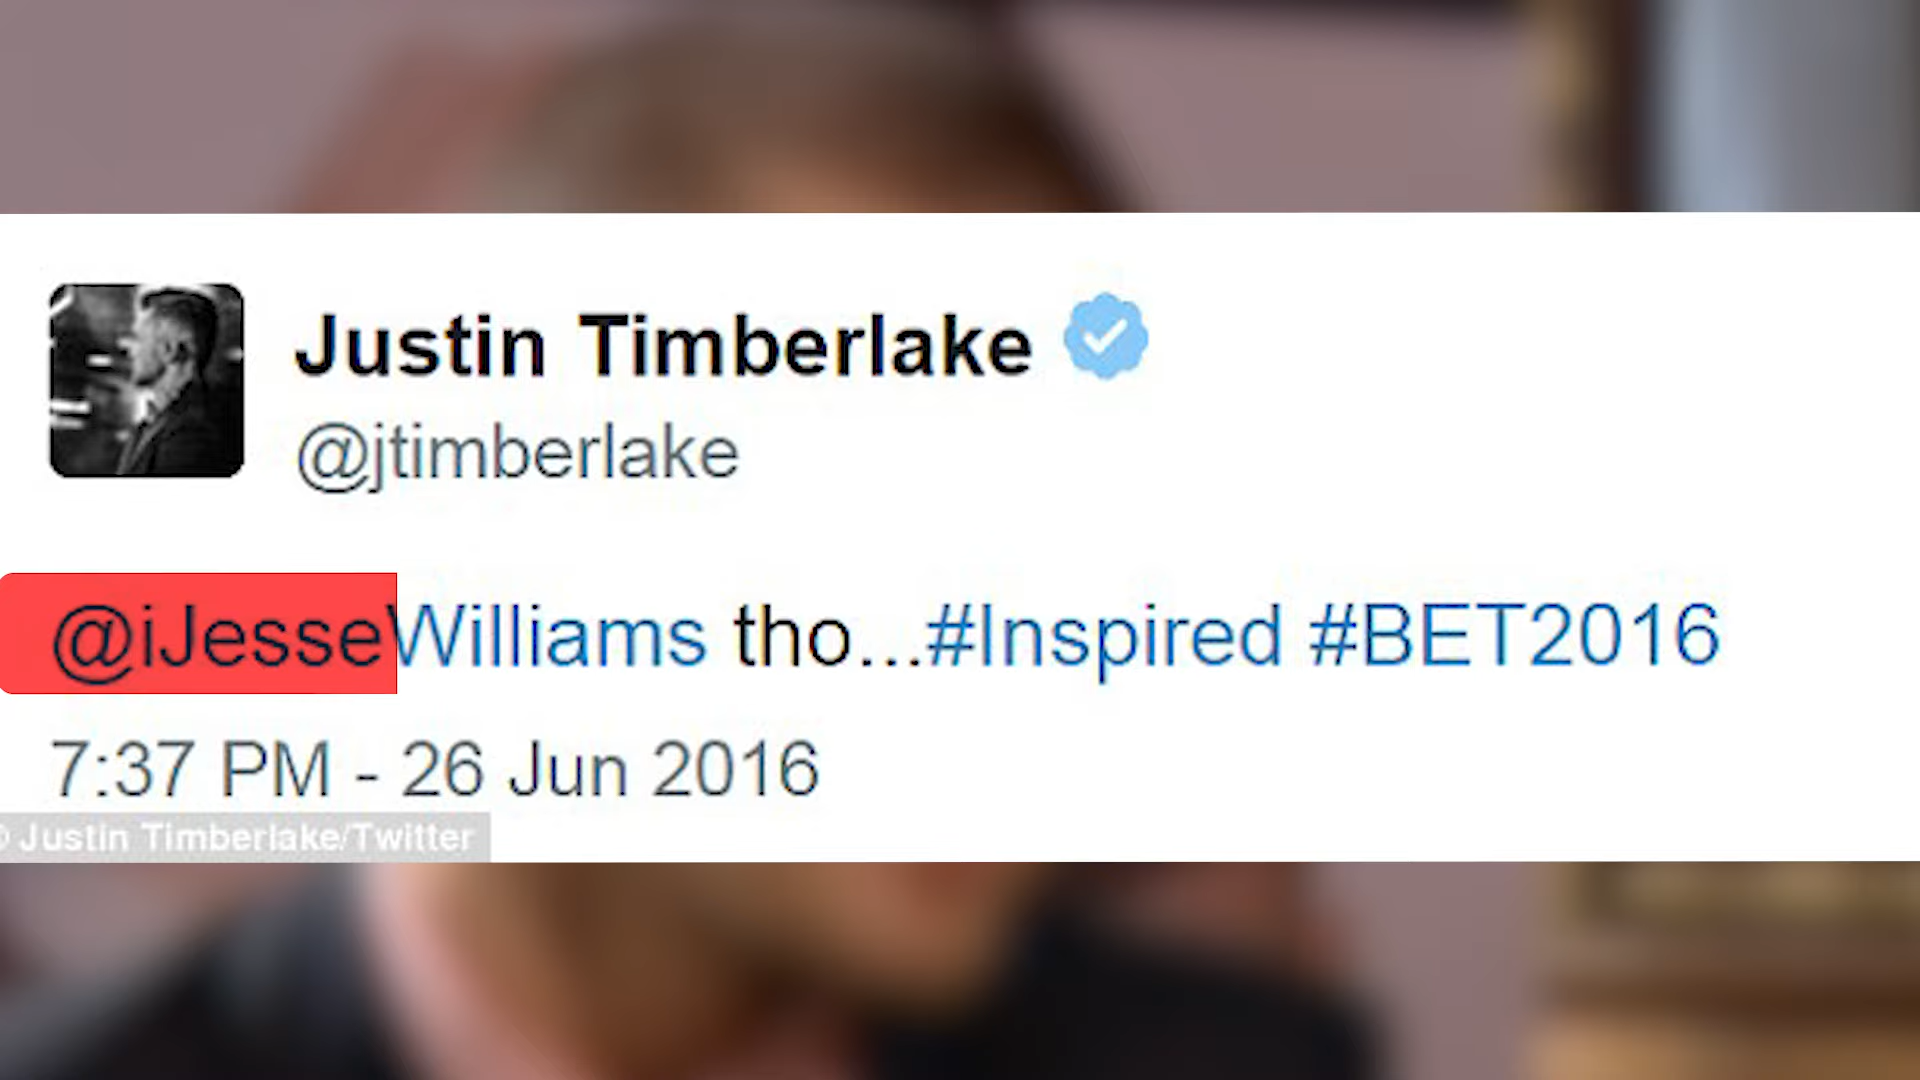 Justin Timberlake
@jtimberlake
@iJesseWilliams tho...#Inspired #BET2016
7:37 PM - 26 Jun 2016
© Justin Timberlake/Twitter